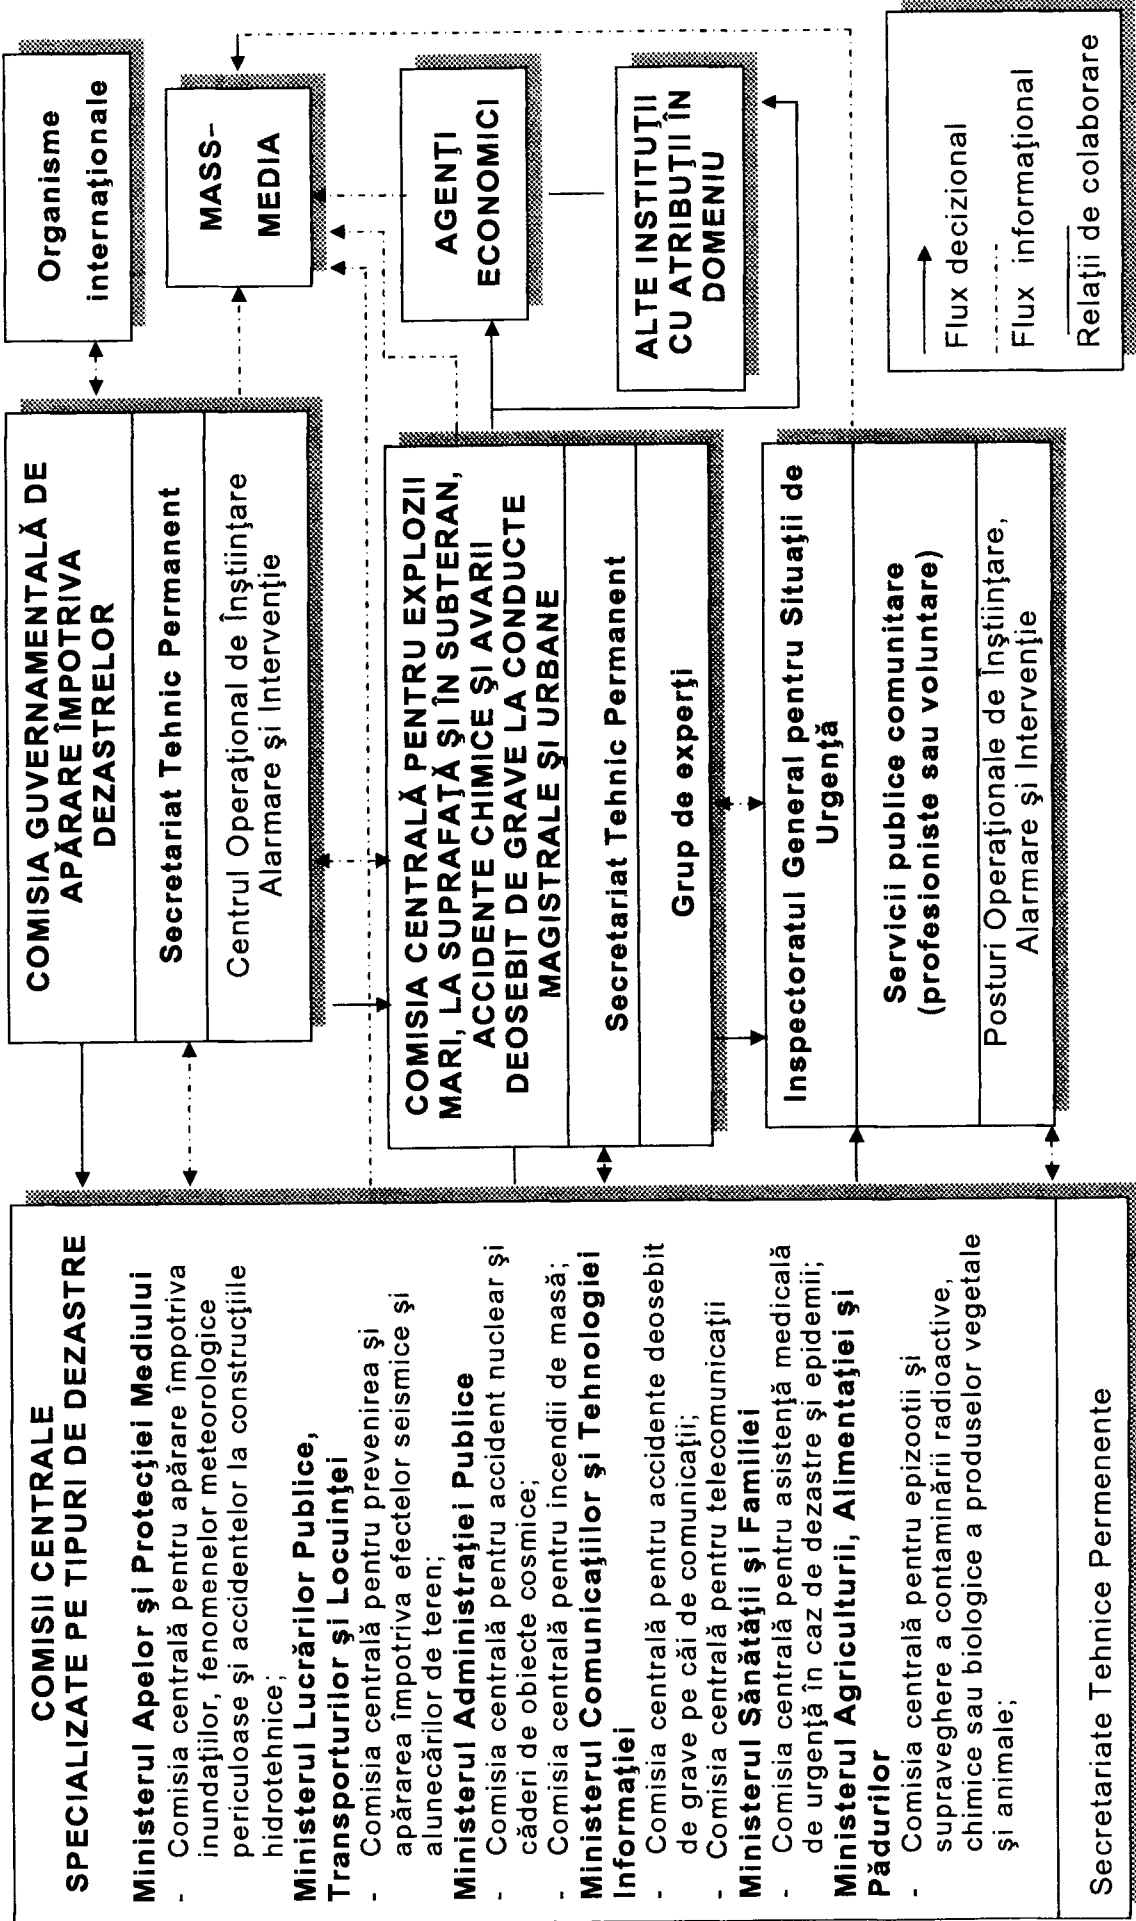 COMISII CENTRALE
SPECIALIZATE PE TIPURI DE DEZASTRE
Ministerul Apelor şi Protecţiei Mediului
- Comisia centrală pentru apărare împotriva
inundaţiilor, fenomenelor meteorologice
periculoase şi accidentelor la construcţiile
hidrotehnice;
Ministerul Lucrărilor Publice,
Transporturilor şi Locuinţei
- Comisia centrală pentru prevenirea şi
apărarea împotriva efectelor seismice şi
alunecărilor de teren;
Ministerul Administraţiei Publice
- Comisia centrală pentru accident nuclear şi
căderi de obiecte cosmice;
- Comisia centrală pentru incendii de masă;
Ministerul Comunicaţiilor şi Tehnologiei
Informaţiei
- Comisia centrală pentru accidente deosebit
de grave pe căi de comunicaţii;
- Comisia centrală pentru telecomunicaţii
Ministerul Sănătăţii şi Familiei
- Comisia centrală pentru asistenţă medicală
de urgenţă în caz de dezastre şi epidemii;
Ministerul Agriculturii, Alimentaţiei şi
Pădurilor
- Comisia centrală pentru epizootii şi
supraveghere a contaminării radioactive,
chimice sau biologice a produselor vegetale
şi animale;
Secretariate Tehnice Permenente
COMISIA GUVERNAMENTALĂ DE
APĂRARE ÎMPOTRIVA
DEZASTRELOR
Secretariat Tehnic Permanent
Centrul Operaţional de Înştiinţare
Alarmare şi Intervenţie
COMISIA CENTRALĂ PENTRU EXPLOZII
MARI, LA SUPRAFAŢĂ ŞI ÎN SUBTERAN,
ACCIDENTE CHIMICE ŞI AVARII
DEOSEBIT DE GRAVE LA CONDUCTE
MAGISTRALE ŞI URBANE
Secretariat Tehnic Permanent
Grup de experţi
Inspectoratul General pentru Situaţii de
Urgenţă
Servicii publice comunitare
(profesioniste sau voluntare)
Posturi Operaţionale de Înştiinţare,
Alarmare şi Intervenţie
Organisme
internaţionale
MASS-
MEDIA
AGENŢI
ECONOMICI
ALTE INSTITUŢII
CU ATRIBUŢII ÎN
DOMENIU
Flux decizional
Flux informaţional
Relaţii de colaborare